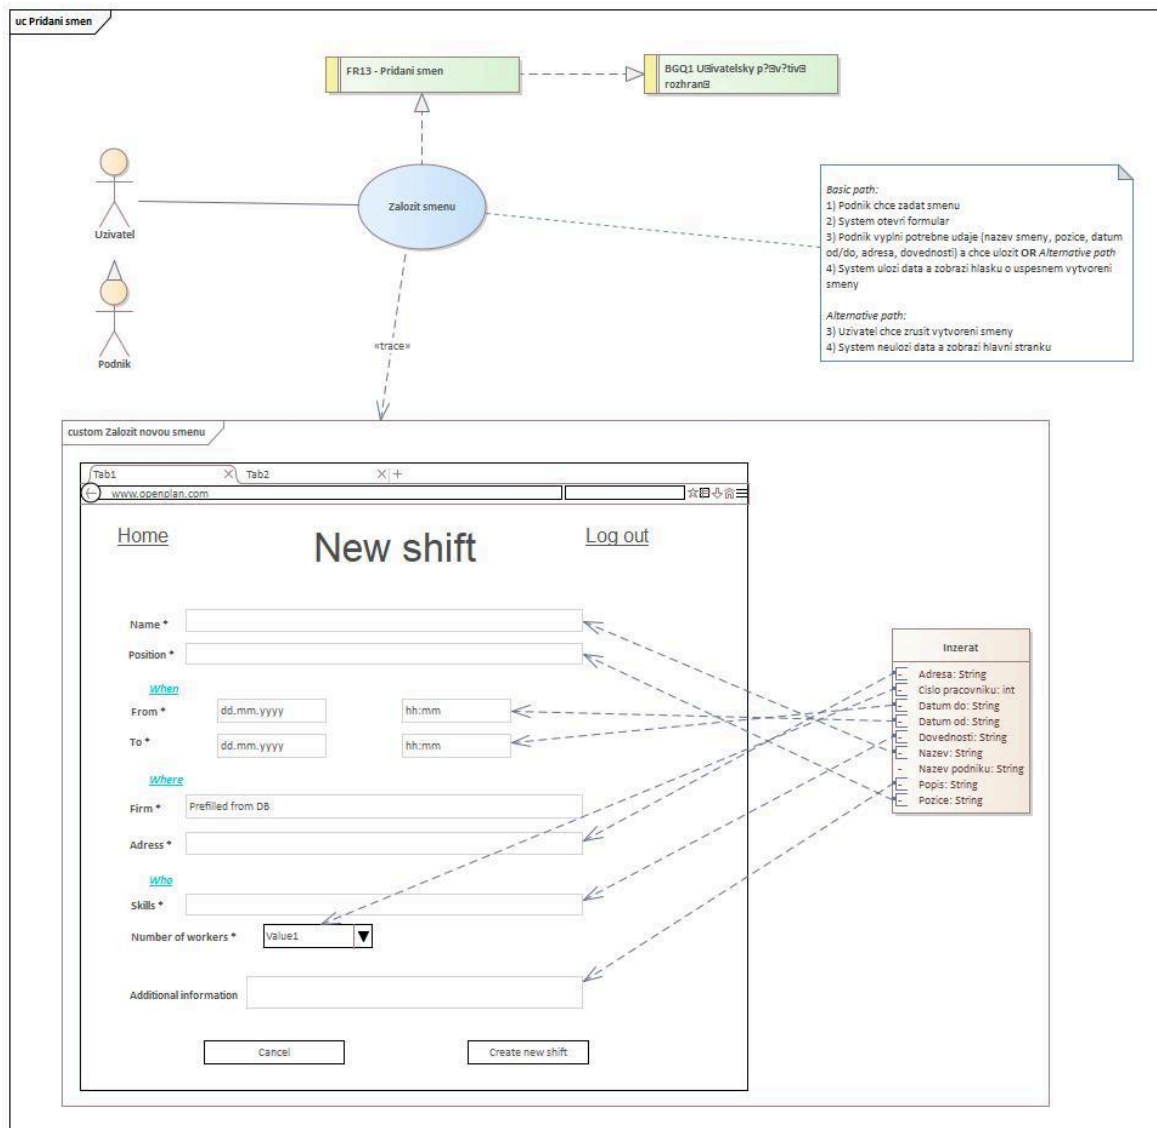 uc Pridani smen
FR13 - Pridani smen
BGQ1 U⍰ivatelsky p?⍰v?tiv⍰
rozhran⍰
Uzivatel
Zalozit smenu
Basic path:
1) Podnik chce zadat smenu
2) System otevri formular
3) Podnik vyplni potrebne udaje (nazev smeny, pozice, datum
od/do, adresa, dovednosti) a chce ulozit OR Alternative path
4) System ulozi data a zobrazi hlasku o uspesnem vytvoreni
smeny
Alternative path:
3) Uzivatel chce zrusit vytvoreni smeny
4) System neulozi data a zobrazi hlavni stranku
Podnik
«trace»
custom Zalozit novou smenu
Tab1
Tab2
www.openplan.com
Home
New shift
Log out
Name *
Position *
When
From *
dd.mm.yyyy
hh:mm
To *
dd.mm.yyyy
hh:mm
Where
Firm *
Prefilled from DB
Adress *
Who
Skills *
Number of workers *
Value1
Additional information
Cancel
Create new shift
Inzerat
- Adresa: String
- Cislo pracovniku: int
- Datum do: String
- Datum od: String
- Dovednosti: String
- Nazev: String
- Nazev podniku: String
- Popis: String
- Pozice: String